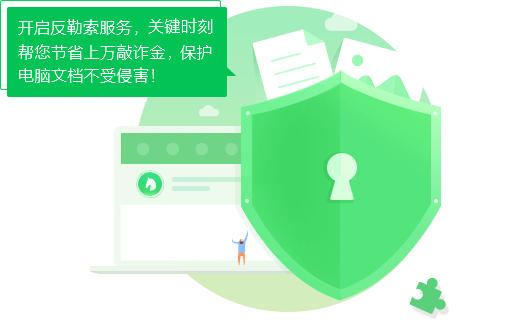 开启反勒索服务，关键时刻
帮您节省上万敲诈金，保护
电脑文档不受侵害！